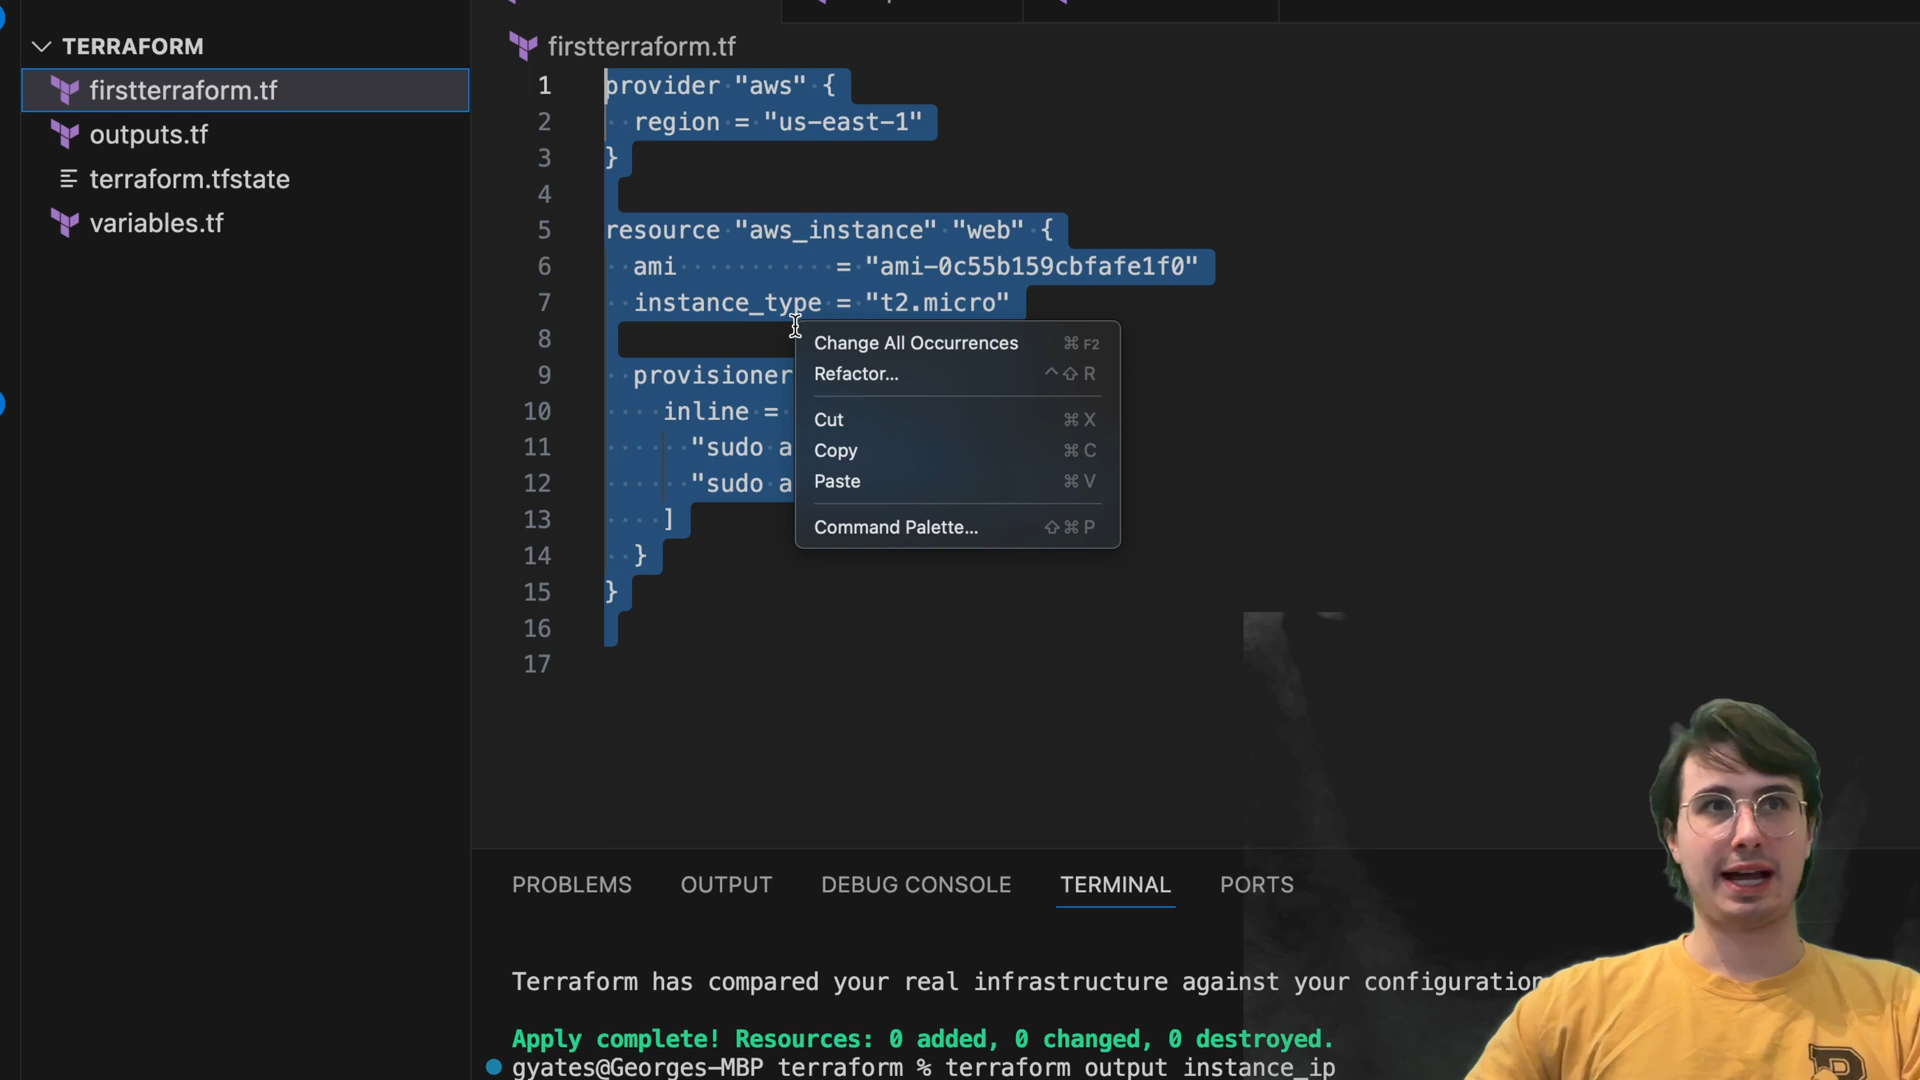 TERRAFORM
firstterraform.tf
outputs.tf
terraform.tfstate
variables.tf
firstterraform.tf
1 provider "aws" {
2 region = "us-east-1"
3 }
4
5 resource "aws_instance" "web" {
6 ami = "ami-0c55b159cbfafe1f0"
7 instance_type = "t2.micro"
8
9 provisioner
10 inline =
11 "sudo a
12 "sudo a
13 ]
14 }
15 }
16
17
Change All Occurrences ⌘ F2
Refactor... ^⇧ R
Cut ⌘ X
Copy ⌘ C
Paste ⌘ V
Command Palette... ⇧⌘ P
PROBLEMS OUTPUT DEBUG CONSOLE TERMINAL PORTS
Terraform has compared your real infrastructure against your configuration
Apply complete! Resources: 0 added, 0 changed, 0 destroyed.
gyates@Georges-MBP terraform % terraform output instance_ip